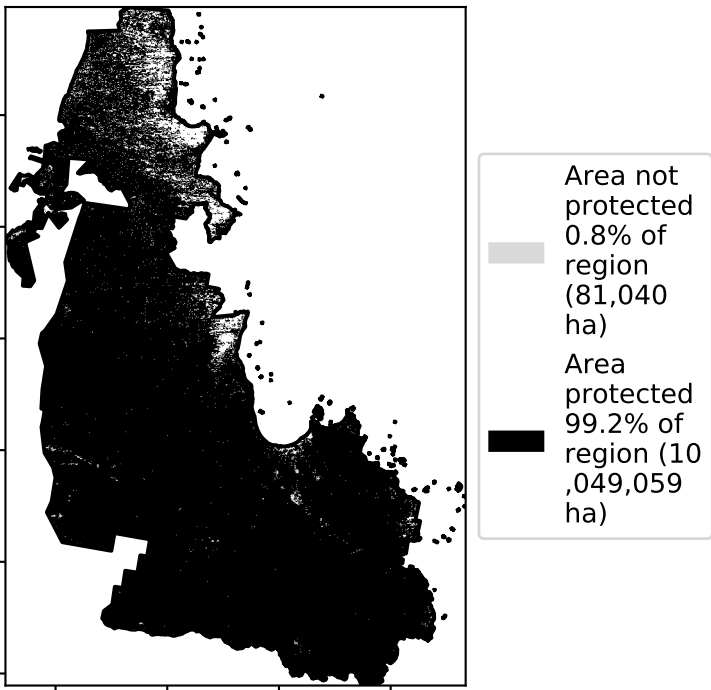 Area not
protected
0.8% of
region
(81,040
ha)
Area
protected
99.2% of
region (10
,049,059
ha)